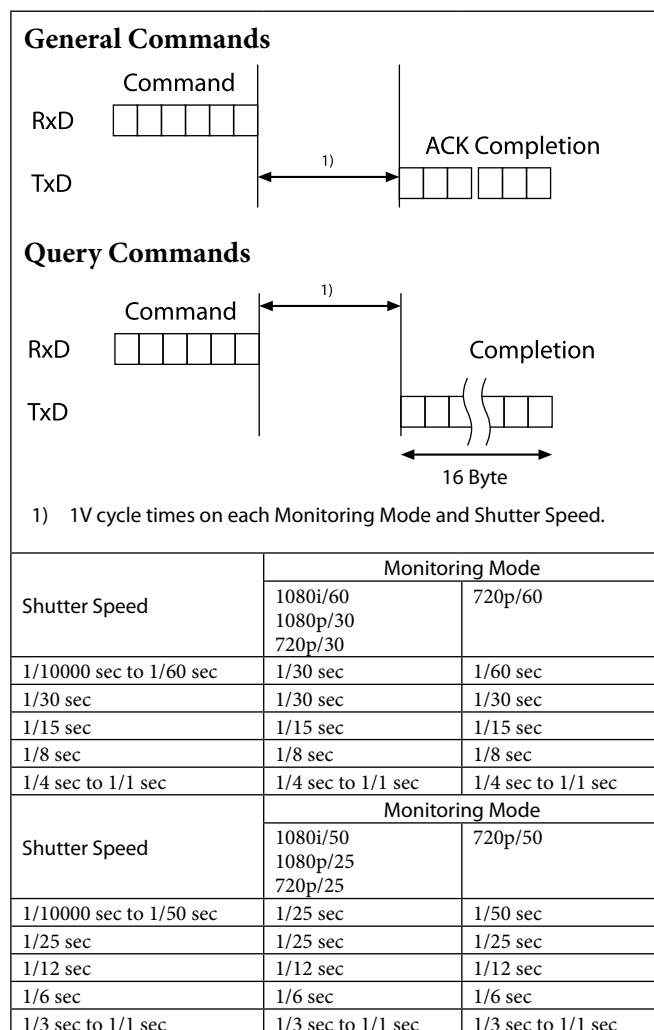 General Commands
Command
RxD
1)
ACK Completion
TxD
Query Commands
1)
Command
RxD
Completion
TxD
16 Byte
1) 1V cycle times on each Monitoring Mode and Shutter Speed.
Shutter Speed
Monitoring Mode
1080i/60
1080p/30
720p/30
720p/60
1/10000 sec to 1/60 sec 1/30 sec 1/60 sec
1/30 sec 1/30 sec 1/30 sec
1/15 sec 1/15 sec 1/15 sec
1/8 sec 1/8 sec 1/8 sec
1/4 sec to 1/1 sec 1/4 sec to 1/1 sec 1/4 sec to 1/1 sec
Shutter Speed
Monitoring Mode
1080i/50
1080p/25
720p/25
720p/50
1/10000 sec to 1/50 sec 1/25 sec 1/50 sec
1/25 sec 1/25 sec 1/25 sec
1/12 sec 1/12 sec 1/12 sec
1/6 sec 1/6 sec 1/6 sec
1/3 sec to 1/1 sec 1/3 sec to 1/1 sec 1/3 sec to 1/1 sec